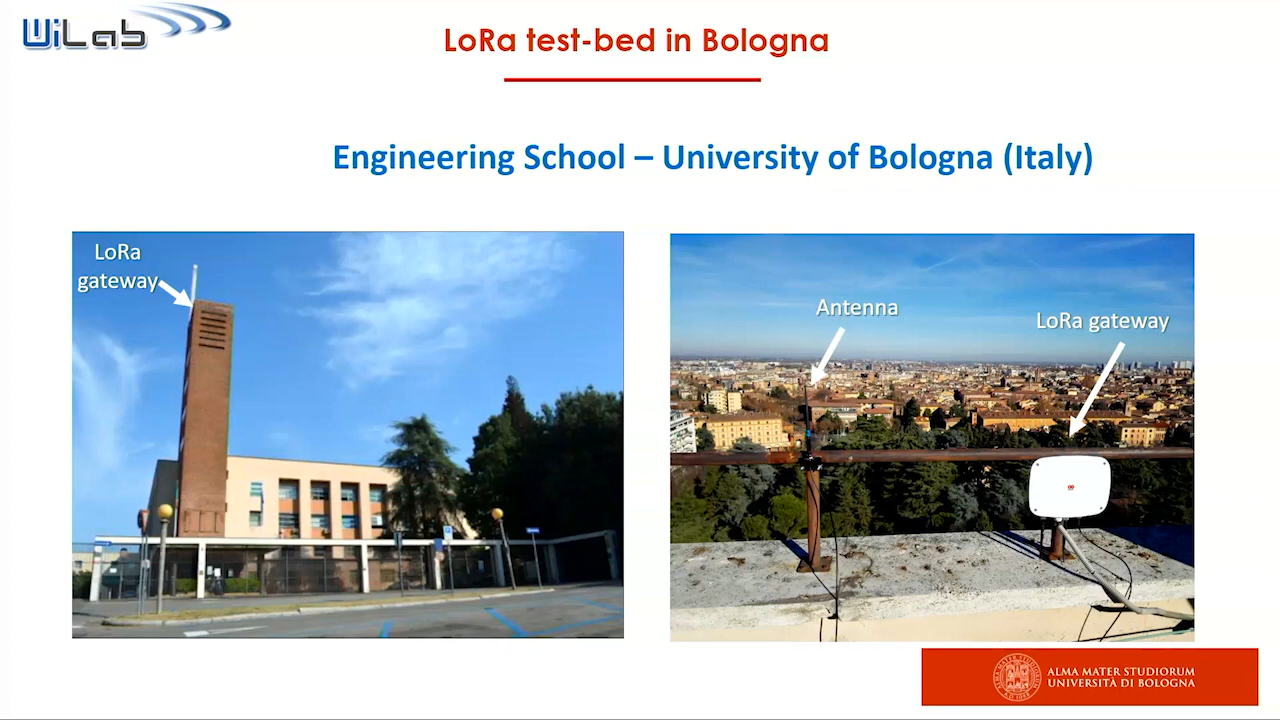 WiLab
LoRa test-bed in Bologna
Engineering School – University of Bologna (Italy)
LoRa
gateway
Antenna
LoRa gateway
ALMA MATER STUDIORUM
UNIVERSITÀ DI BOLOGNA